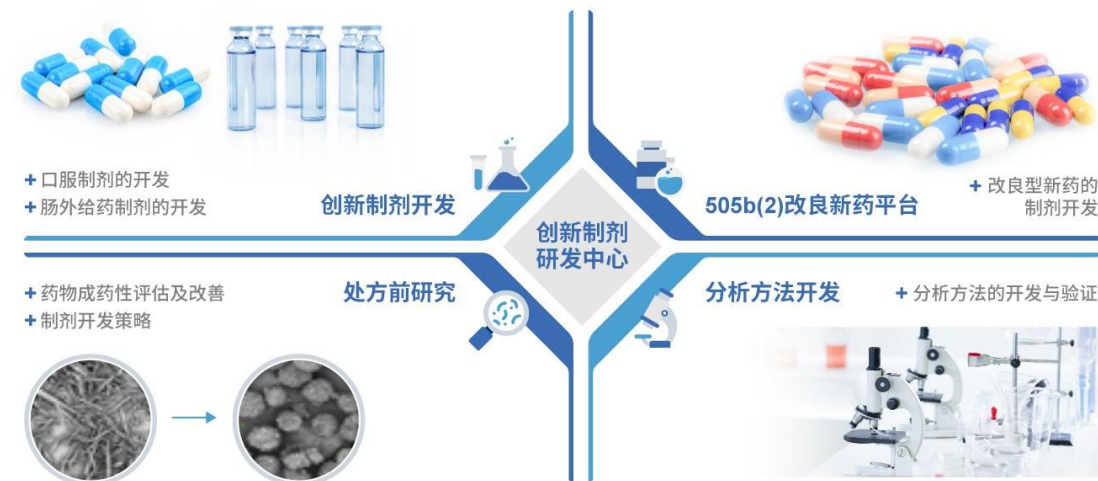 + 口服制剂的开发
+ 肠外给药制剂的开发
创新制剂开发
505b(2)改良新药平台
+ 改良型新药的
制剂开发
创新制剂
研发中心
+ 药物成药性评估及改善
+ 制剂开发策略
处方前研究
分析方法开发
+ 分析方法的开发与验证